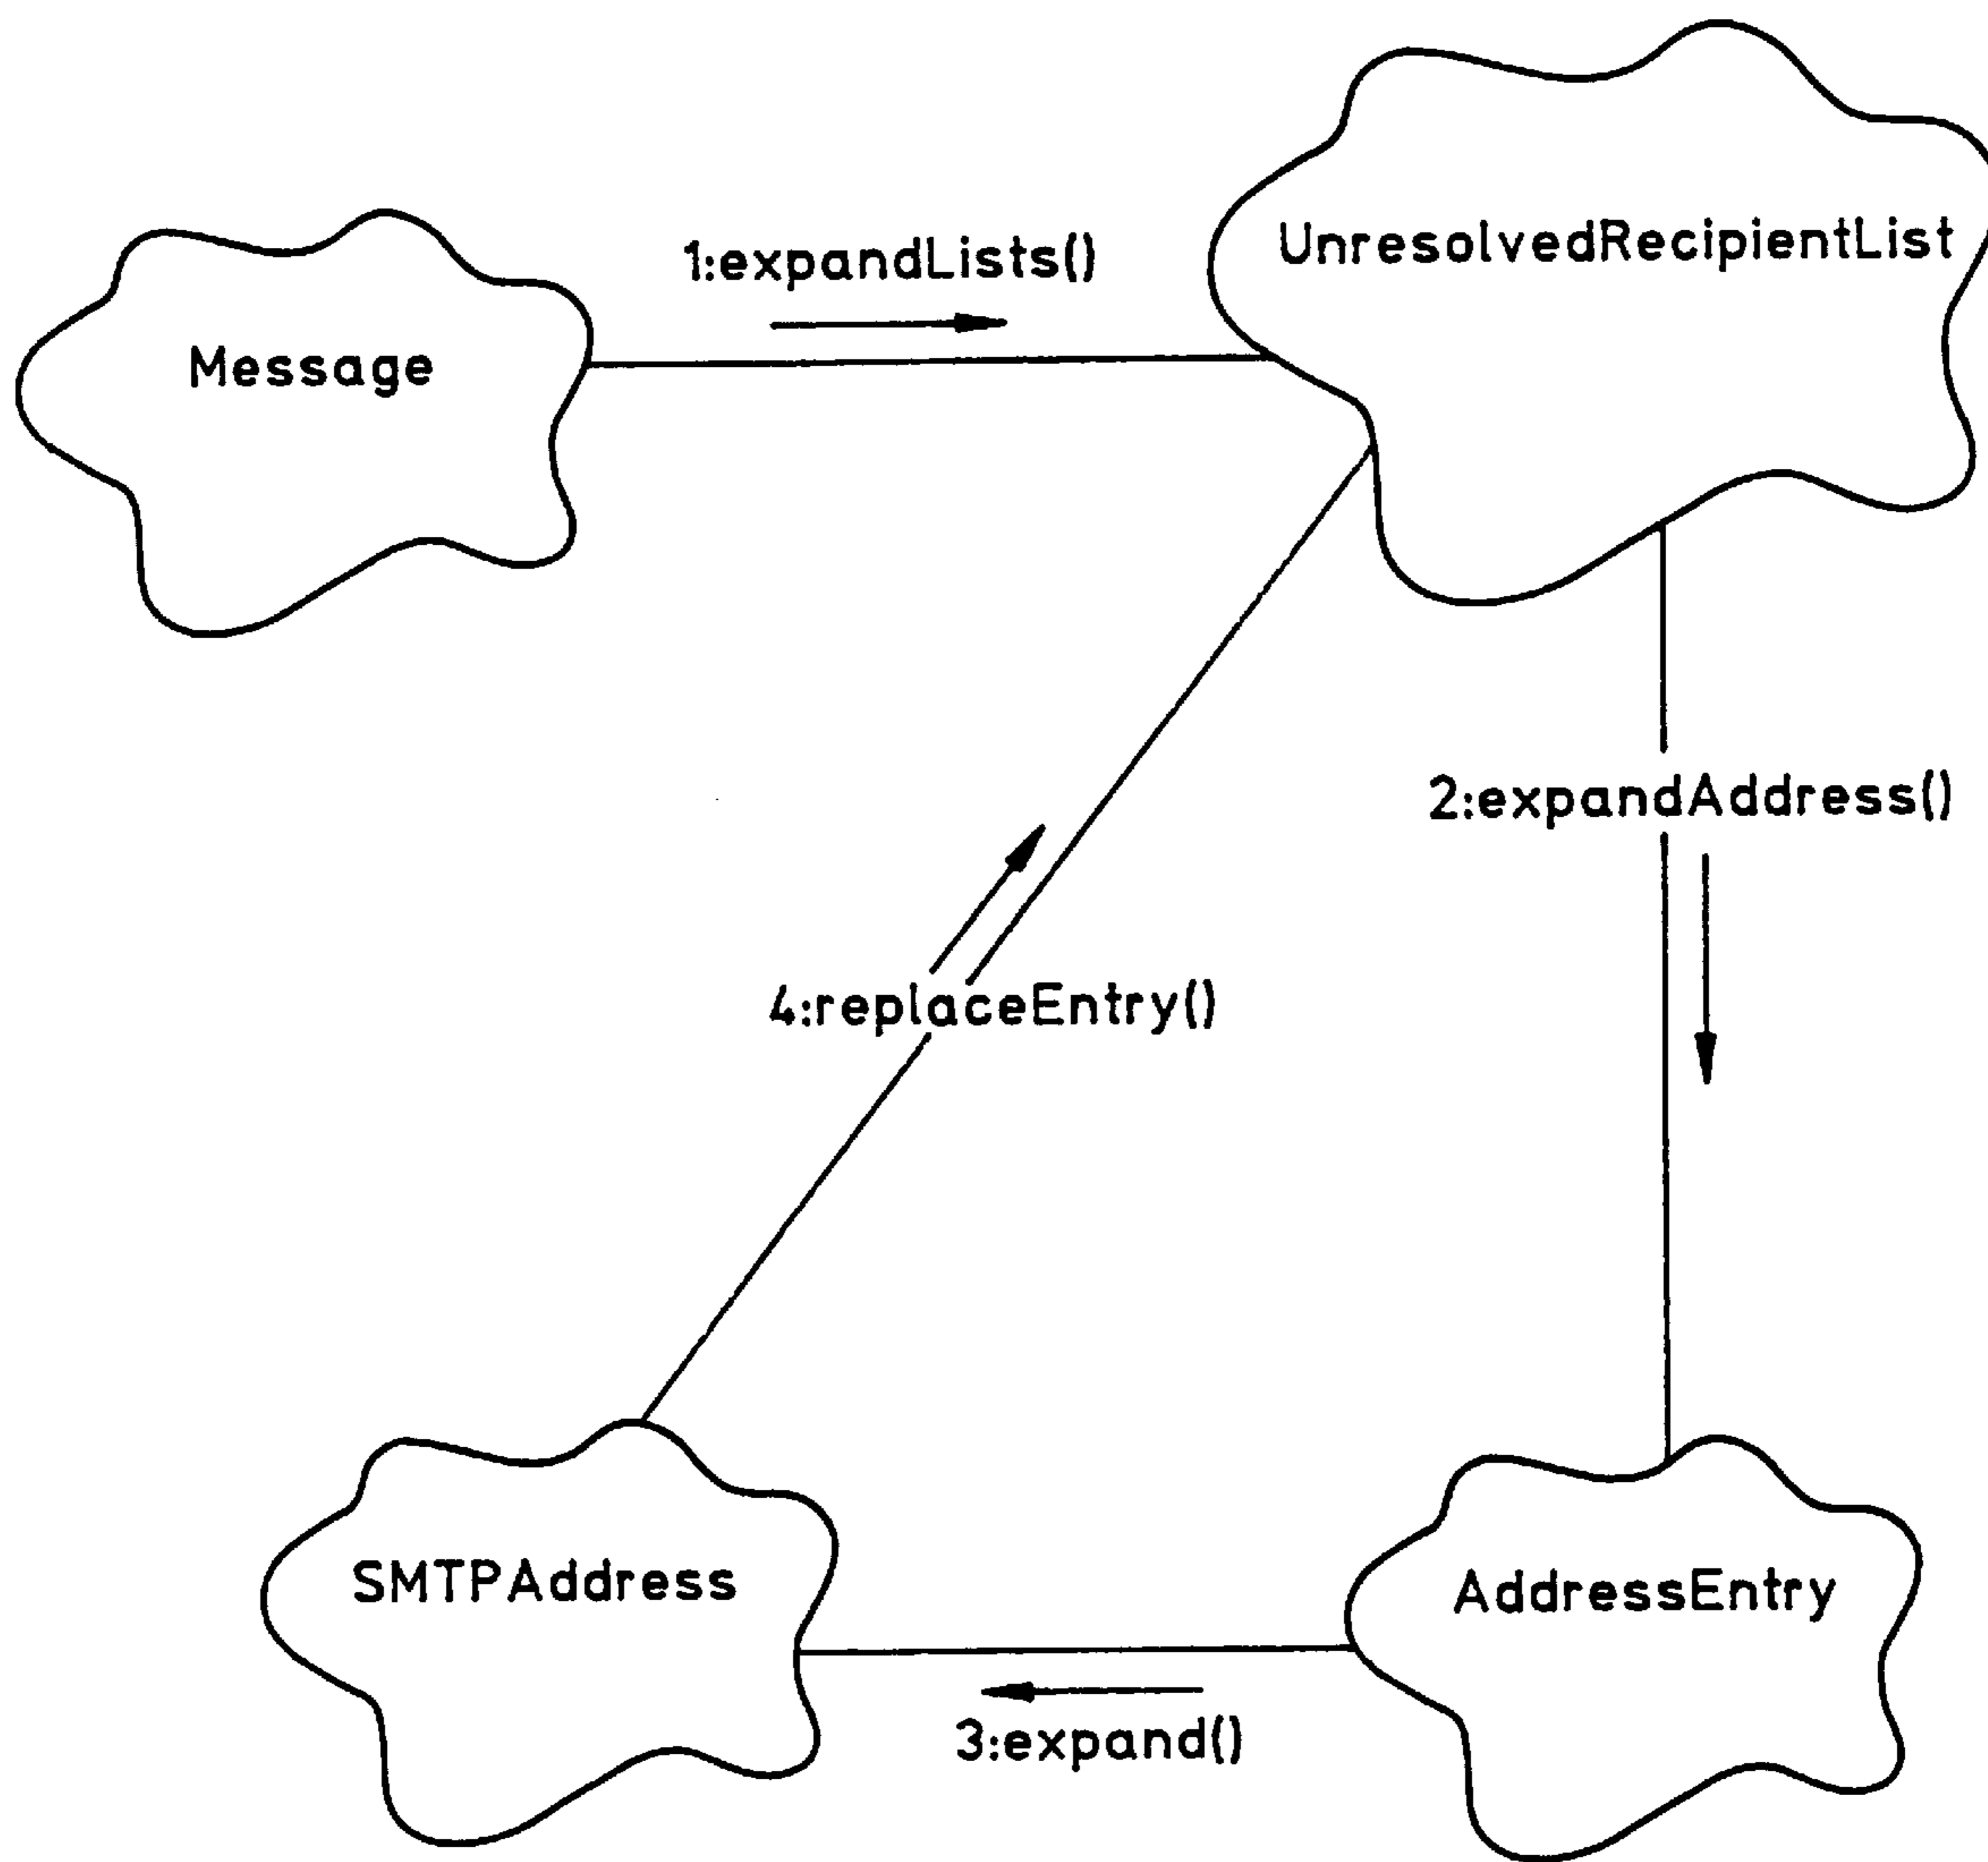 UnresolvedRecipientList
1:expandLists()
Message
2:expandAddress()
4:replaceEntry()
SMTPAddress
AddressEntry
3:expand()